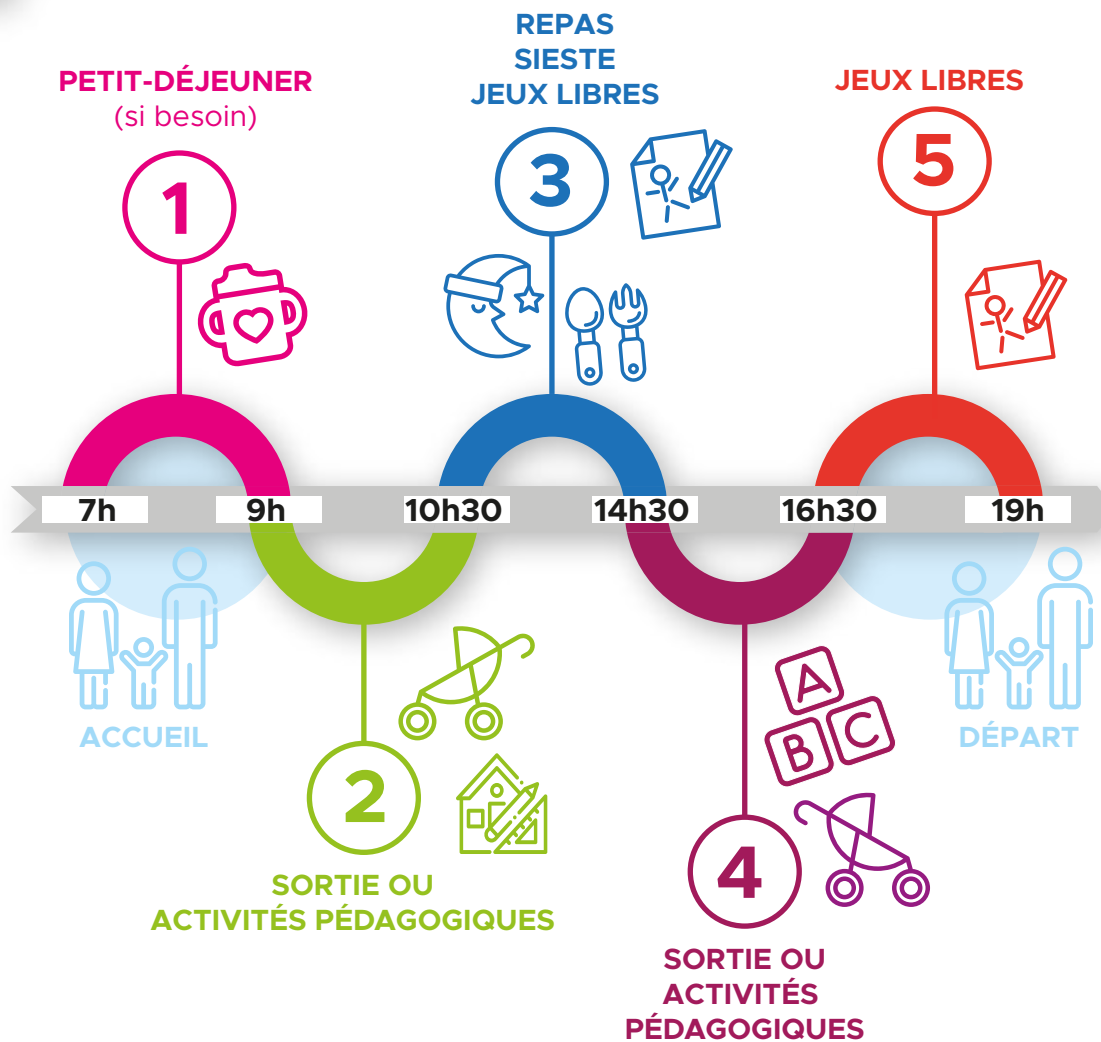 PETIT-DÉJEUNER
(si besoin)
1
REPAS
SIESTE
JEUX LIBRES
3
JEUX LIBRES
5
7h
9h
10h30
14h30
16h30
19h
ACCUEIL
2
SORTIE OU
ACTIVITÉS PÉDAGOGIQUES
A
B
C
4
SORTIE OU
ACTIVITÉS
PÉDAGOGIQUES
DÉPART